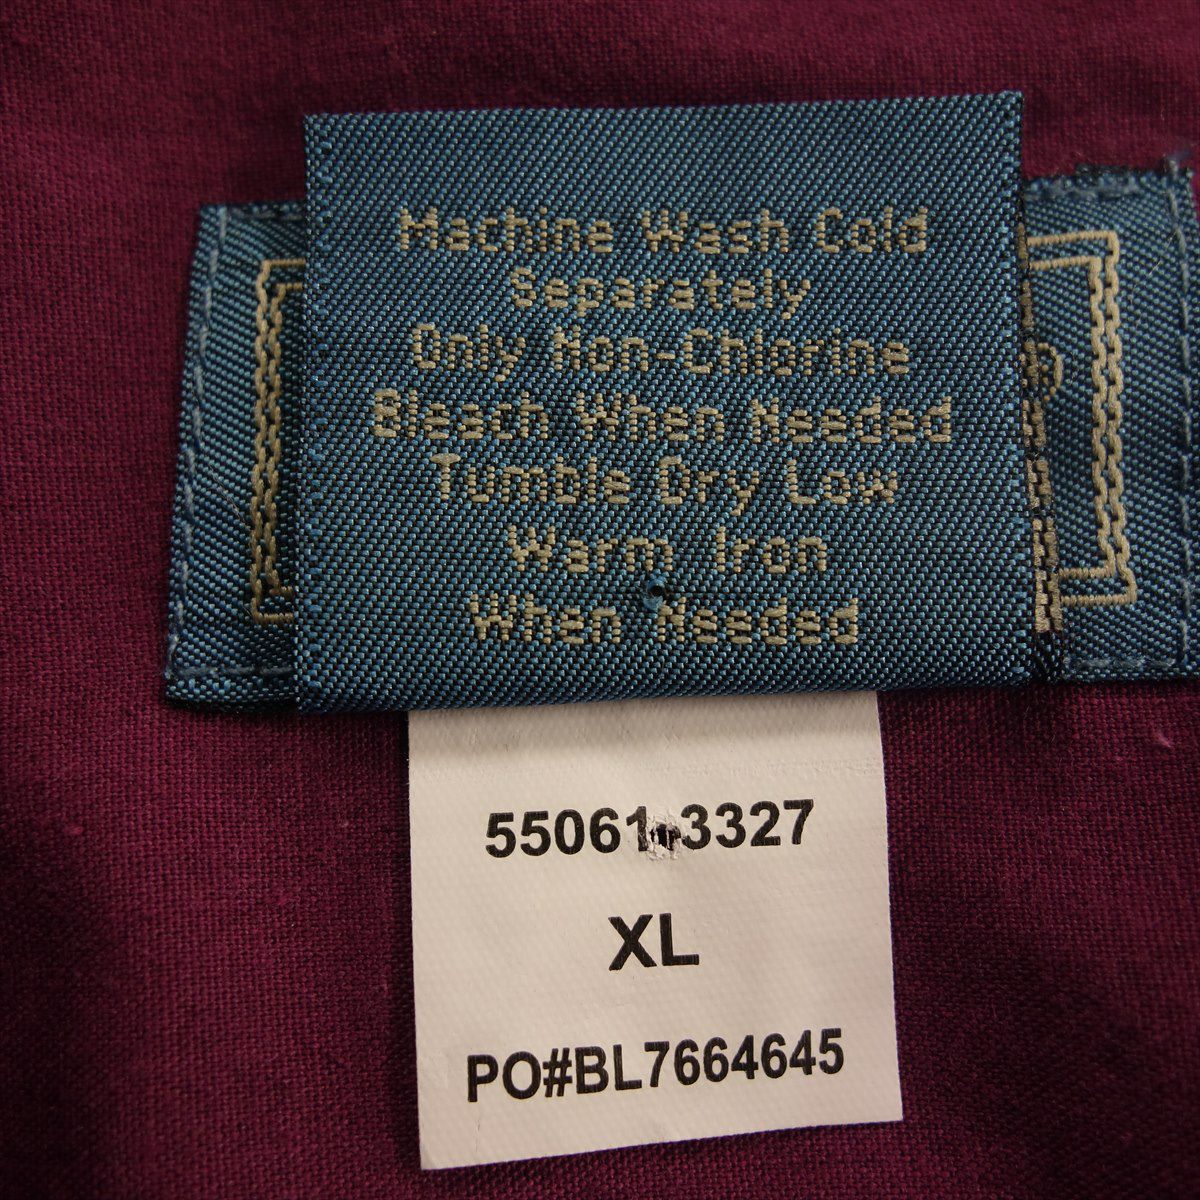 Machine Wash Cold
Separately
Only Non-Chlorine
Bleach When Needed
Tumble Dry Low
Warm Iron
When Needed
55061-3327
XL
PO#BL7664645